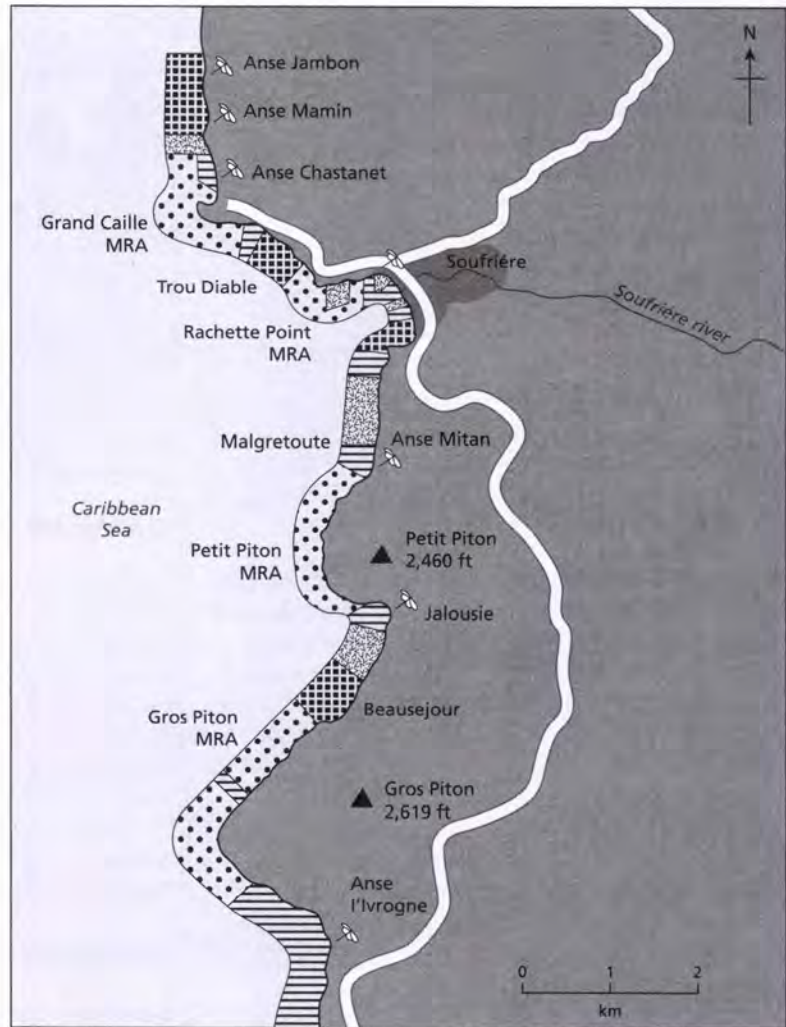 N
Anse Jambon
Anse Mamin
Anse Chastanet
Grand Caille
MRA
Soufriére
Trou Diable
Soufriére river
Rachette Point
MRA
Malgretoute
Anse Mitan
Caribbean
Sea
Petit Piton
2,460 ft
Petit Piton
MRA
Jalousie
Beausejour
Gros Piton
MRA
Gros Piton
2,619 ft
Anse
l'Ivrogne
0 1 2
km